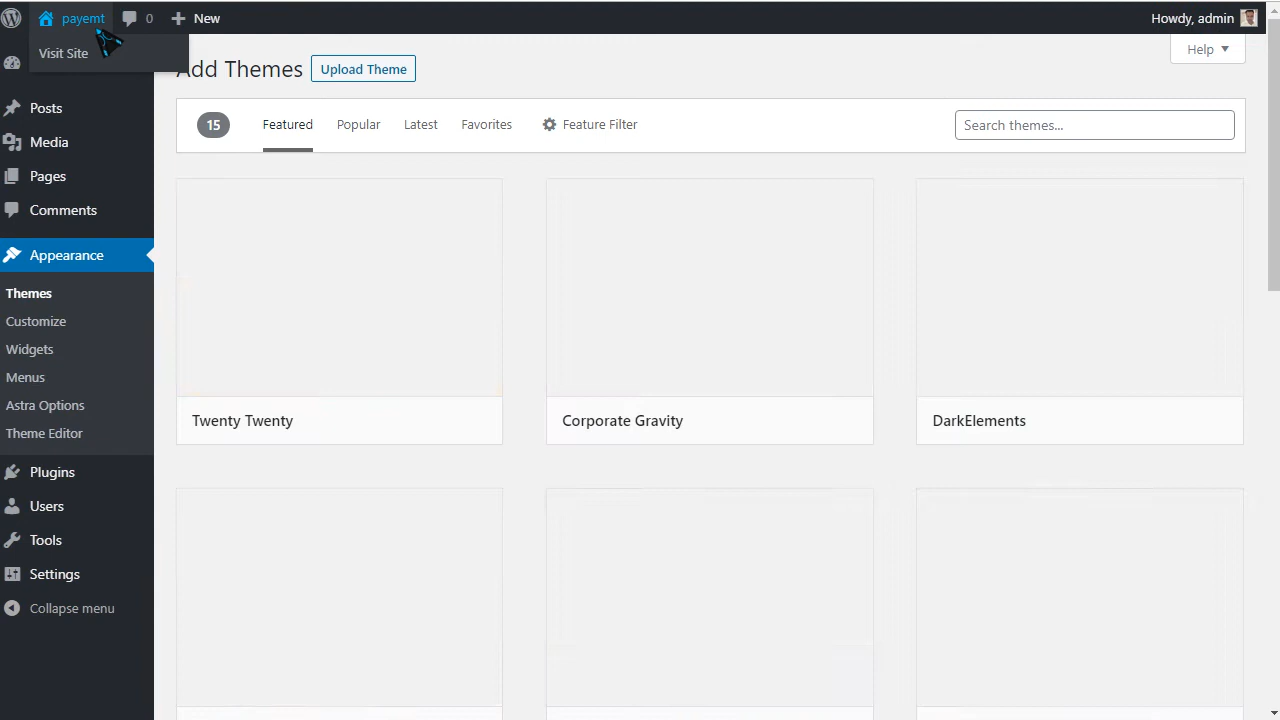 payemt 0 New Howdy, admin
Visit Site
Help
Add Themes Upload Theme
15 Featured Popular Latest Favorites Feature Filter Search themes...
Posts
Media
Pages
Comments
Appearance
Themes
Customize
Widgets
Menus
Astra Options
Theme Editor
Plugins
Users
Tools
Settings
Collapse menu
Twenty Twenty Corporate Gravity DarkElements